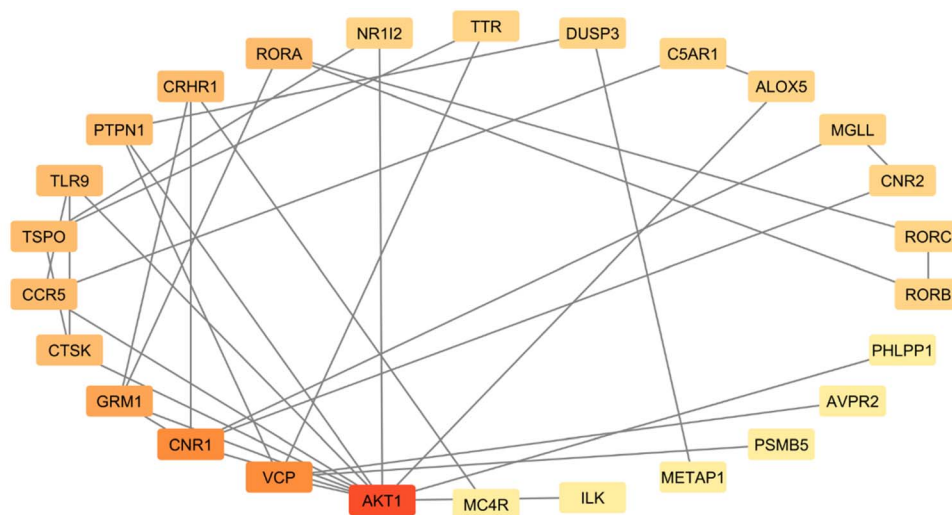 NR1I2
TTR
DUSP3
RORA
C5AR1
CRHR1
ALOX5
PTPN1
MGLL
TLR9
CNR2
TSPO
RORC
CCR5
RORB
CTSK
PHLPP1
GRM1
AVPR2
CNR1
PSMB5
VCP
METAP1
AKT1
MC4R
ILK